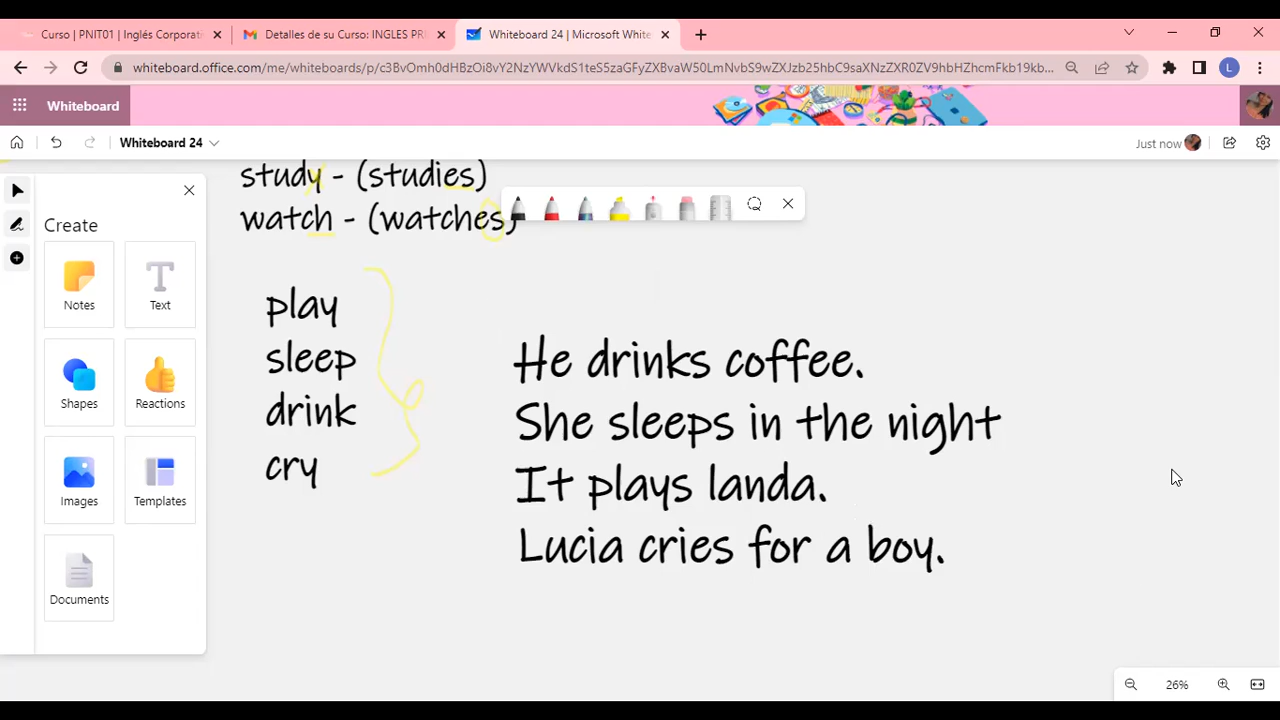 Curso | PNIT01 | Inglés Corporat
Detalles de su Curso: INGLES PR
Whiteboard 24 | Microsoft White
whiteboard.office.com/me/whiteboards/p/
L
Whiteboard
Whiteboard 24
Just now
Create
Notes
Text
Shapes
Reactions
Images
Templates
Documents
study - (studies)
watch - (watches)
play
sleep
drink
cry
He drinks coffee.
She sleeps in the night
It plays landa.
Lucia cries for a boy.
26%